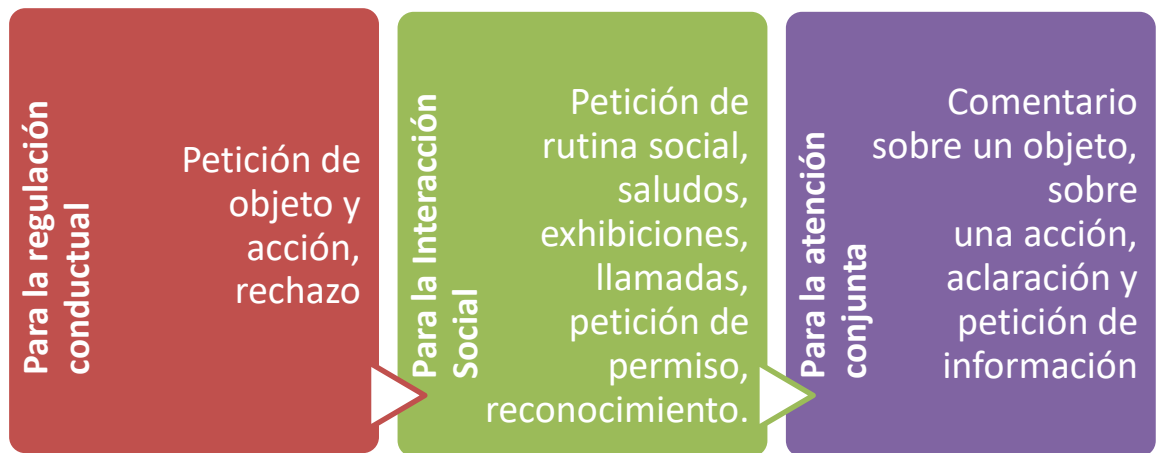 Para la regulación
conductual
Petición de
objeto y
acción,
rechazo
Para la Interacción
Social
Petición de
rutina social,
saludos,
exhibiciones,
llamadas,
petición de
permiso,
reconocimiento.
Para la atención
conjunta
Comentario
sobre un objeto,
sobre
una acción,
aclaración y
petición de
información